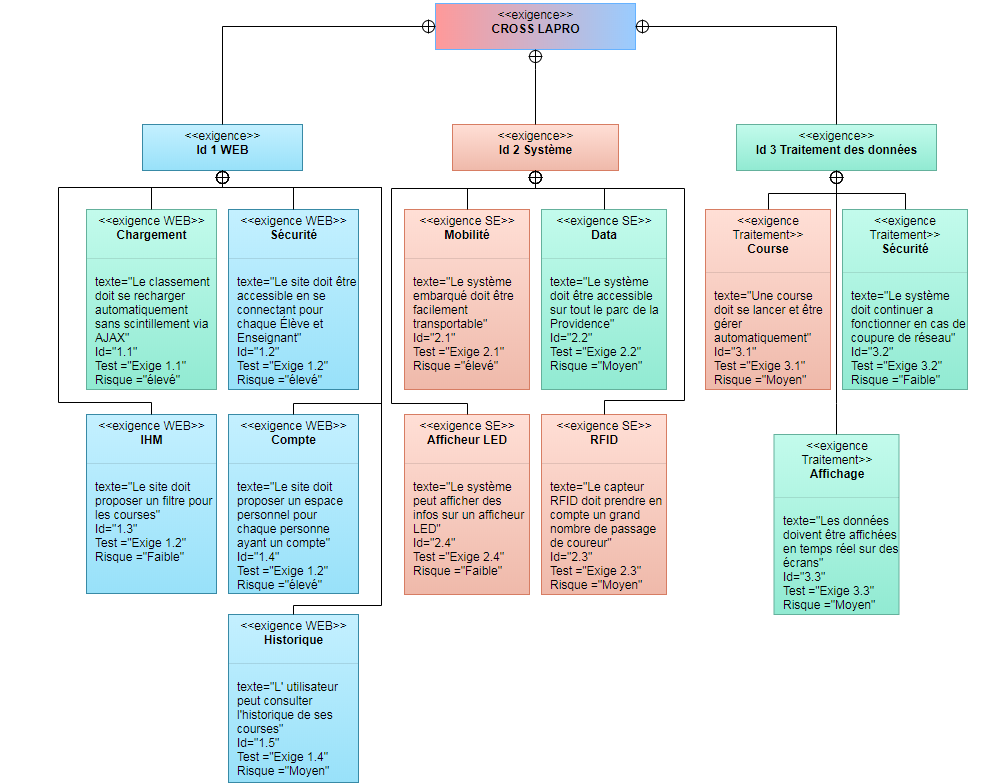 <<exigence>>
CROSS LAPRO
<<exigence>>
Id 1 WEB
<<exigence>>
Id 2 Système
<<exigence>>
Id 3 Traitement des données
<<exigence WEB>>
Chargement
texte="Le classement
doit se recharger
automatiquement
sans scintillement via
AJAX"
Id="1.1"
Test ="Exige 1.1"
Risque ="élevé"
<<exigence WEB>>
Sécurité
texte="Le site doit être
accessible en se
connectant pour
chaque Élève et
Enseignant"
Id="1.2"
Test ="Exige 1.2"
Risque ="élevé"
<<exigence SE>>
Mobilité
texte="Le système
embarqué doit être
facilement
transportable"
Id="2.1"
Test ="Exige 2.1"
Risque ="élevé"
<<exigence SE>>
Data
texte="Le système
doit être accessible
sur tout le parc de la
Providence"
Id="2.2"
Test ="Exige 2.2"
Risque ="Moyen"
<<exigence
Traitement>>
Course
texte="Une course
doit se lancer et être
gérer
automatiquement"
Id="3.1"
Test ="Exige 3.1"
Risque ="Moyen"
<<exigence
Traitement>>
Sécurité
texte="Le système
doit continuer a
fonctionner en cas de
coupure de réseau"
Id="3.2"
Test ="Exige 3.2"
Risque ="Faible"
<<exigence WEB>>
IHM
texte="Le site doit
proposer un filtre pour
les courses"
Id="1.3"
Test ="Exige 1.2"
Risque ="Faible"
<<exigence WEB>>
Compte
texte="Le site doit
proposer un espace
personnel pour
chaque personne
ayant un compte"
Id="1.4"
Test ="Exige 1.2"
Risque ="élevé"
<<exigence SE>>
Afficheur LED
texte="Le système
peut afficher des
infos sur un afficheur
LED"
Id="2.4"
Test ="Exige 2.4"
Risque ="Faible"
<<exigence SE>>
RFID
texte="Le capteur
RFID doit prendre en
compte un grand
nombre de passage
de coureur"
Id="2.3"
Test ="Exige 2.3"
Risque ="Moyen"
<<exigence
Traitement>>
Affichage
texte="Les données
doivent être affichées
en temps réel sur des
écrans"
Id="3.3"
Test ="Exige 3.3"
Risque ="Moyen"
<<exigence WEB>>
Historique
texte="L' utilisateur
peut consulter
l'historique de ses
courses"
Id="1.5"
Test ="Exige 1.4"
Risque ="Moyen"